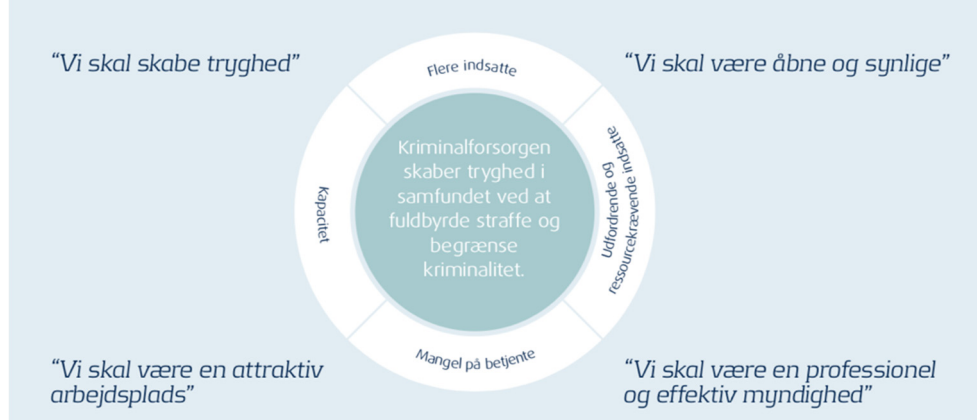 “Vi skal skabe tryghed”
“Vi skal være åbne og synlige”
Flere indsatte
Kriminalforsorgen
skaber tryghed i
samfundet ved at
fuldbyrde straffe og
begrænse
kriminalitet.
Kapacitet
Udfordrende og
ressourcekrævende indsatte
Mangel på betjente
“Vi skal være en attraktiv
arbejdsplads”
“Vi skal være en professionel
og effektiv myndighed”